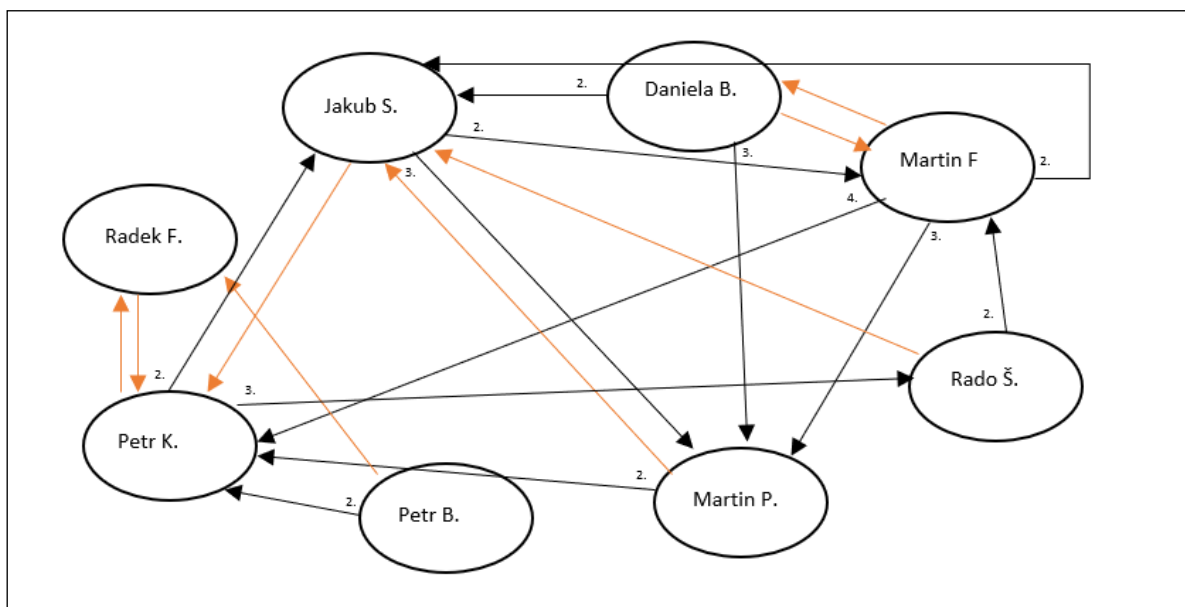 Daniela B.
2.
Jakub S.
2.
3.
Martin F
2.
3.
4.
Radek F.
3.
2.
2.
3.
Rado Š.
Petr K.
2.
2.
Martin P.
Petr B.